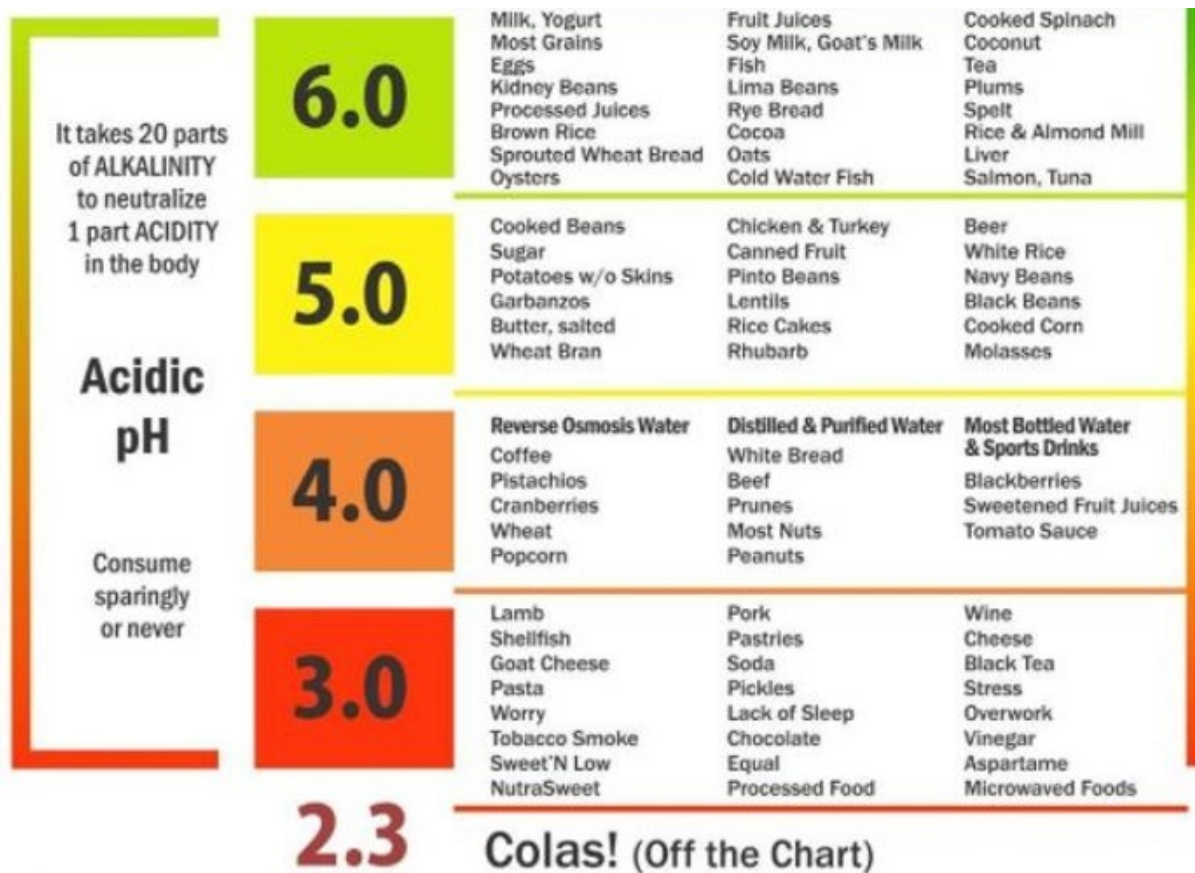 It takes 20 parts
of ALKALINITY
to neutralize
1 part ACIDITY
in the body
Acidic
pH
Consume
sparingly
or never
6.0
Milk, Yogurt
Most Grains
Eggs
Kidney Beans
Processed Juices
Brown Rice
Sprouted Wheat Bread
Oysters
Fruit Juices
Soy Milk, Goat's Milk
Fish
Lima Beans
Rye Bread
Cocoa
Oats
Cold Water Fish
Cooked Spinach
Coconut
Tea
Plums
Spelt
Rice & Almond Mill
Liver
Salmon, Tuna
5.0
Cooked Beans
Sugar
Potatoes w/o Skins
Garbanzos
Butter, salted
Wheat Bran
Chicken & Turkey
Canned Fruit
Pinto Beans
Lentils
Rice Cakes
Rhubarb
Beer
White Rice
Navy Beans
Black Beans
Cooked Corn
Molasses
4.0
Reverse Osmosis Water
Coffee
Pistachios
Cranberries
Wheat
Popcorn
Distilled & Purified Water
White Bread
Beef
Prunes
Most Nuts
Peanuts
Most Bottled Water
& Sports Drinks
Blackberries
Sweetened Fruit Juices
Tomato Sauce
3.0
Lamb
Shellfish
Goat Cheese
Pasta
Worry
Tobacco Smoke
Sweet'N Low
NutraSweet
Pork
Pastries
Soda
Pickles
Lack of Sleep
Chocolate
Equal
Processed Food
Wine
Cheese
Black Tea
Stress
Overwork
Vinegar
Aspartame
Microwaved Foods
2.3
Colas! (Off the Chart)